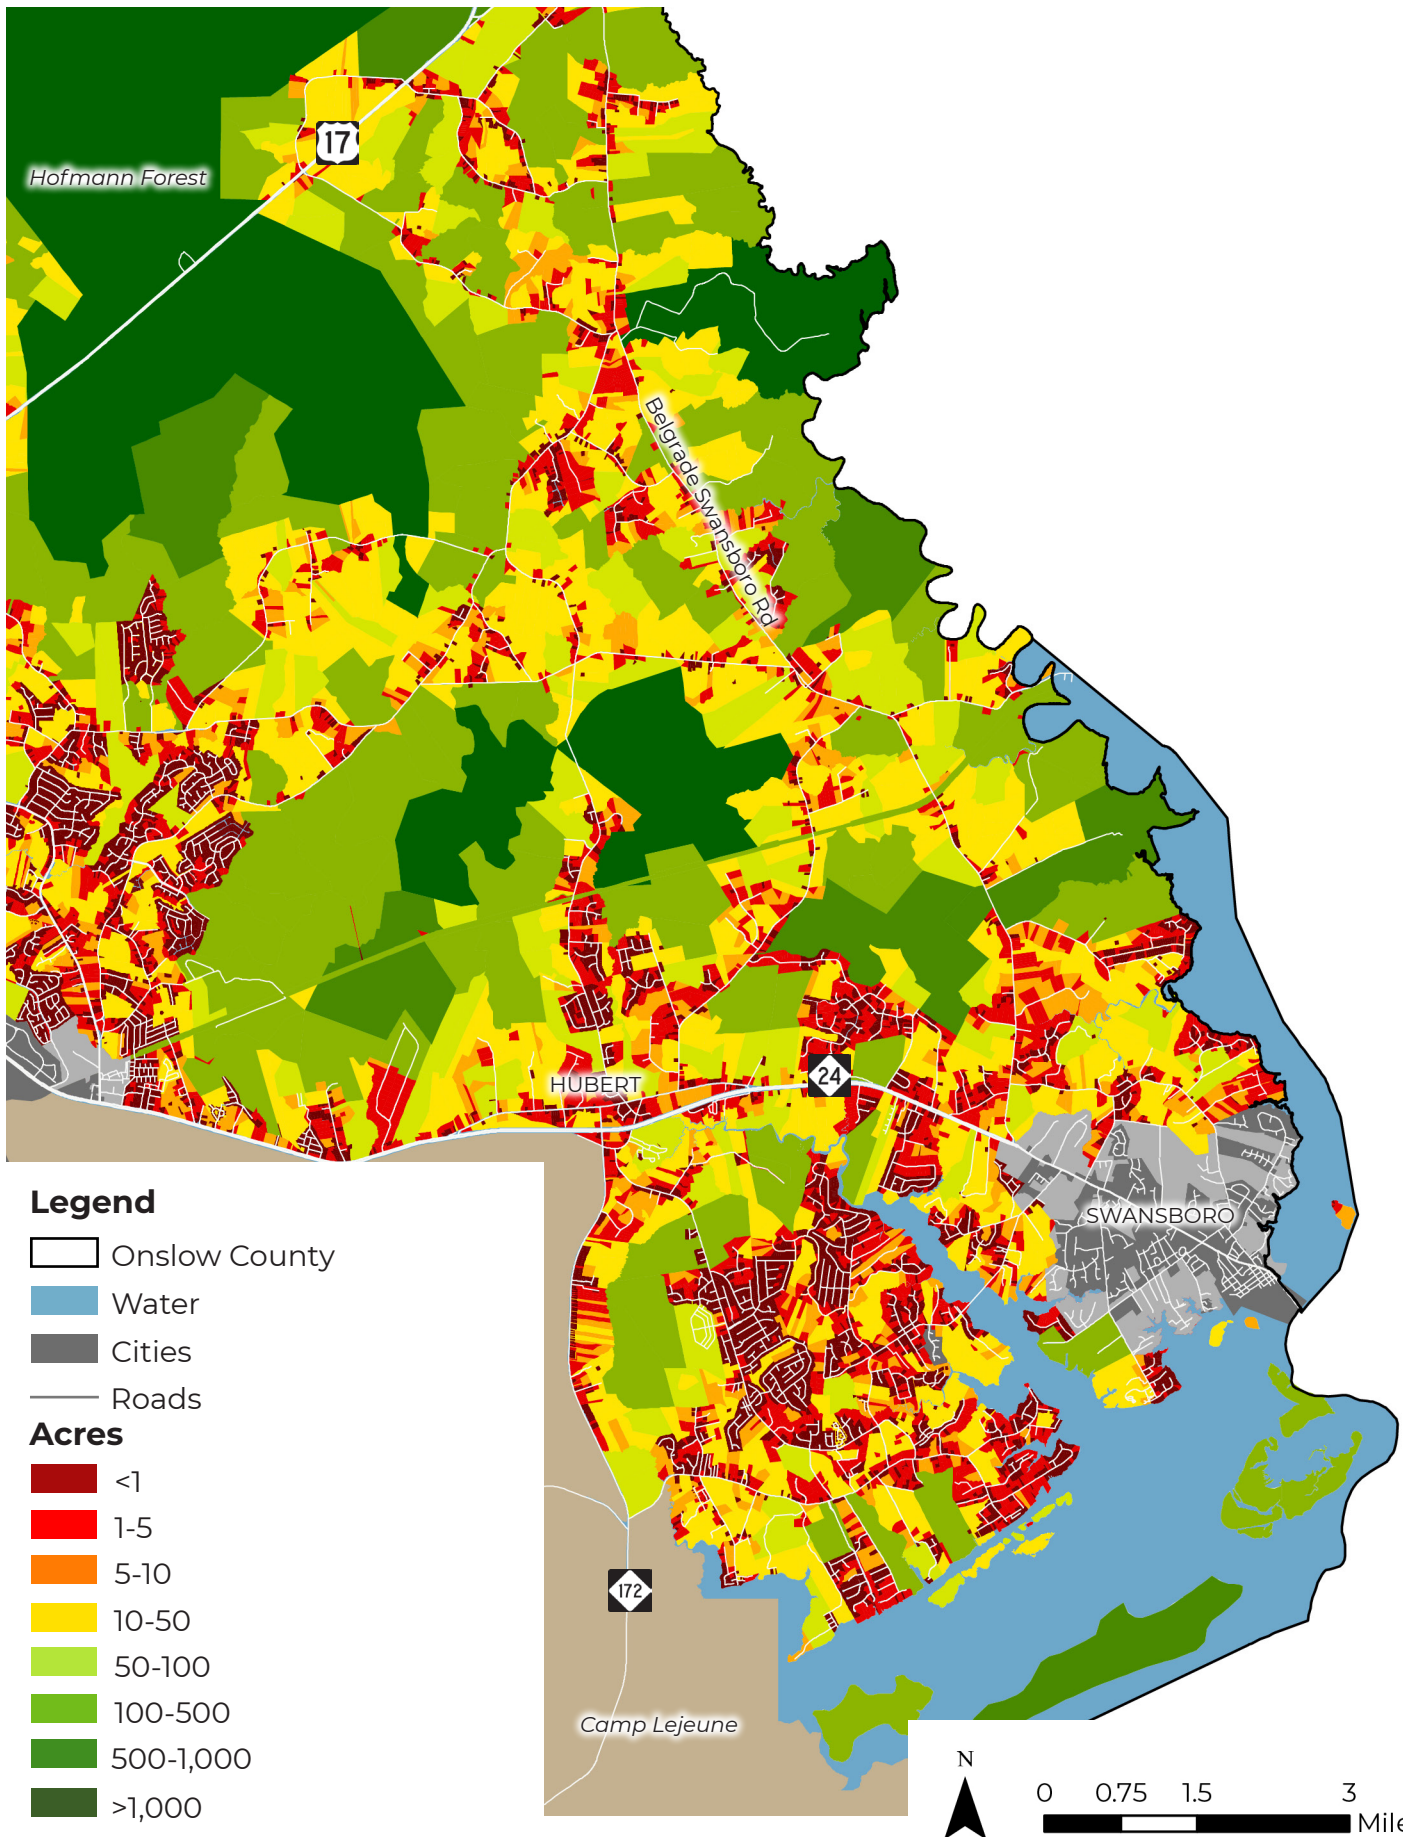 17
Hofmann Forest
Belgrade Swansboro Rd
24
HUBERT
SWANSBORO
Legend
Onslow County
Water
Cities
Roads
Acres
<1
1-5
5-10
10-50
50-100
100-500
500-1,000
>1,000
172
Camp Lejeune
N
0 0.75 1.5 3
Mile